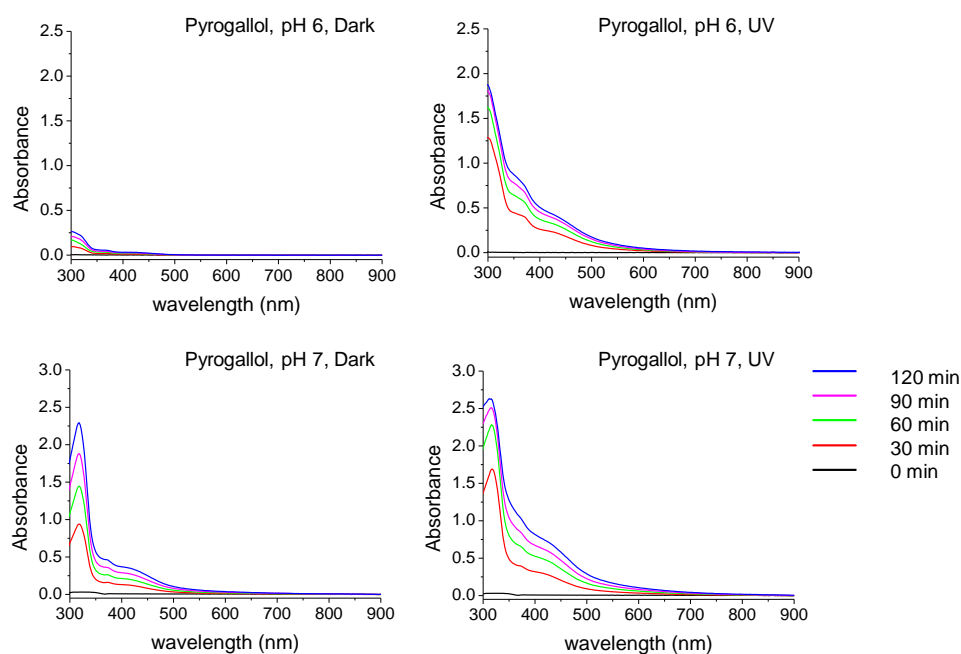 Pyrogallol, pH 6, Dark
2.5
2.0
1.5
1.0
0.5
0.0
Absorbance
300 400 500 600 700 800 900
wavelength (nm)
Pyrogallol, pH 6, UV
2.5
2.0
1.5
1.0
0.5
0.0
Absorbance
300 400 500 600 700 800 900
wavelength (nm)
Pyrogallol, pH 7, Dark
3.0
2.5
2.0
1.5
1.0
0.5
0.0
Absorbance
300 400 500 600 700 800 900
wavelength (nm)
Pyrogallol, pH 7, UV
3.0
2.5
2.0
1.5
1.0
0.5
0.0
Absorbance
300 400 500 600 700 800 900
wavelength (nm)
120 min
90 min
60 min
30 min
0 min